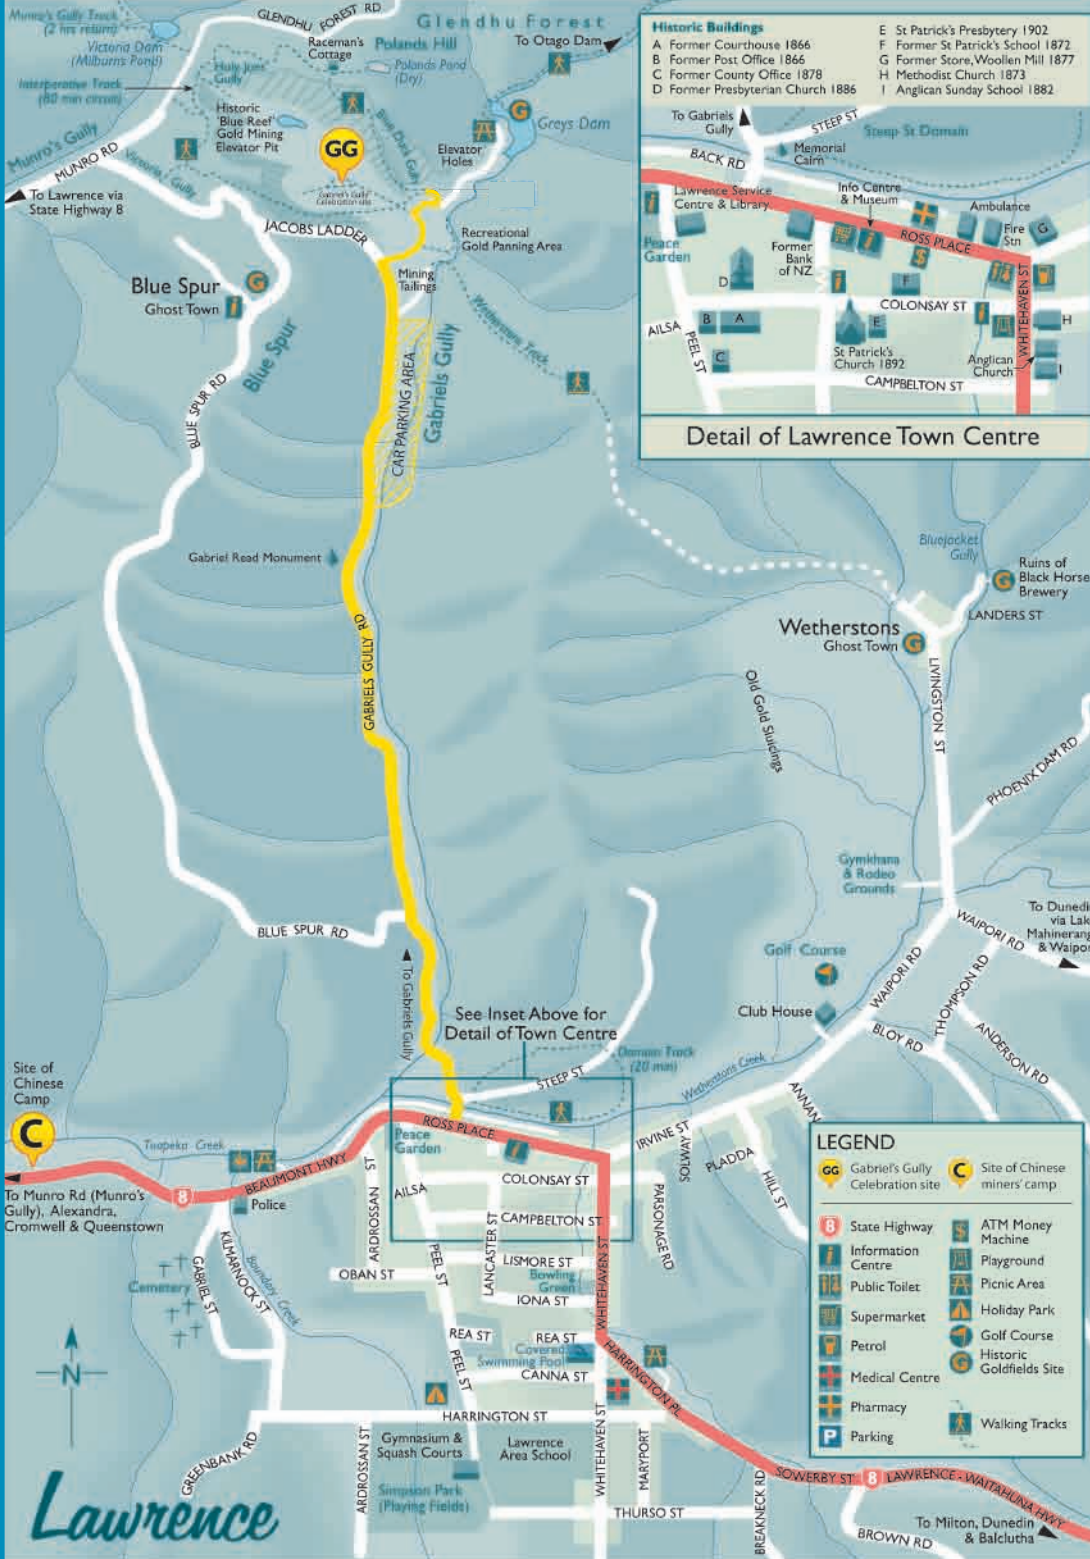 Munro's Gully Track
(2 hrs return)
Victoria Dam
(Milburns Pond)
Interpretive Track
(80 min circuit)
GLENDHU FOREST RD
Glendhu Forest
Raceman's
Cottage
Polands Hill
Polands Pond
(Dry)
To Otago Dam
Holy Joes
Gully
Historic
'Blue Reef'
Gold Mining
Elevator Pit
GG
Gabriel's Gully
Celebration site
Blue Duck Gully
Elevator
Holes
G
Greys Dam
Munro's Gully
MUNRO RD
Victoria Gully
To Lawrence via
State Highway 8
JACOBS LADDER
Recreational
Gold Panning Area
Mining
Tailings
Wetherstons Track
Blue Spur
Ghost Town
G
i
Blue Spur
BLUE SPUR RD
CAR PARKING AREA
Gabriels Gully
Gabriel Read Monument
GABRIELS GULLY RD
BLUE SPUR RD
To Gabriels Gully
Historic Buildings
A Former Courthouse 1866
B Former Post Office 1866
C Former County Office 1878
D Former Presbyterian Church 1886
E St Patrick's Presbytery 1902
F Former St Patrick's School 1872
G Former Store, Woollen Mill 1877
H Methodist Church 1873
I Anglican Sunday School 1882
To Gabriels
Gully
STEEP ST
Steep St Domain
Memorial
Cairn
BACK RD
Lawrence Service
Centre & Library
Info Centre
& Museum
Ambulance
Fire
Stn
G
Peace
Garden
Former
Bank
of NZ
ROSS PLACE
D
F
COLONSAY ST
WHITEHAVEN ST
AILSA
PEEL ST
B
A
C
E
St Patrick's
Church 1892
H
Anglican
Church
I
CAMPBELTON ST
Detail of Lawrence Town Centre
Bluejacket
Gully
G
Ruins of
Black Horse
Brewery
LANDERS ST
Wetherstons
Ghost Town
G
LIVINGSTON ST
Old Gold Sluicings
PHOENIX DAM RD
Gymkhana
& Rodeo
Grounds
WAIPORI RD
To Dunedi
via Lak
Mahinerang
& Waipor
Golf Course
Club House
WAIPORI RD
THOMPSON RD
BLOY RD
ANDERSON RD
ANNAN
See Inset Above for
Detail of Town Centre
Domain Track
(20 min)
STEEP ST
Wetherstons Creek
Site of
Chinese
Camp
C
Tuapeka Creek
8
BEAUMONT HWY
Police
To Munro Rd (Munro's
Gully), Alexandra,
Cromwell & Queenstown
ROSS PLACE
Peace
Garden
i
IRVINE ST
SOLWAY
PLADDA
HILL ST
PARSONAGE RD
COLONSAY ST
AILSA
ARDROSSAN ST
CAMPBELTON ST
LANCASTER ST
LISMORE ST
Bowling
Green
WHITEHAVEN ST
PEEL ST
OBAN ST
IONA ST
GABRIEL ST
KILMARNOCK ST
Boundary Creek
Cemetery
REA ST
REA ST
Covered
Swimming Pool
PEEL ST
CANNA ST
HARRINGTON PL
HARRINGTON ST
N
GREENBANK RD
ARDROSSAN ST
Gymnasium &
Squash Courts
Lawrence
Area School
WHITEHAVEN ST
MARYPORT
Simpson Park
(Playing Fields)
THURSO ST
BREAKNECK RD
SOWERBY ST
8
LAWRENCE - WAITAHUNA HWY
BROWN RD
To Milton, Dunedin
& Balclutha
Lawrence
LEGEND
GG Gabriel's Gully
Celebration site
C Site of Chinese
miners' camp
8 State Highway
i Information
Centre
Public Toilet
Supermarket
Petrol
Medical Centre
Pharmacy
P Parking
$ ATM Money
Machine
Playground
Picnic Area
Holiday Park
Golf Course
G Historic
Goldfields Site
Walking Tracks